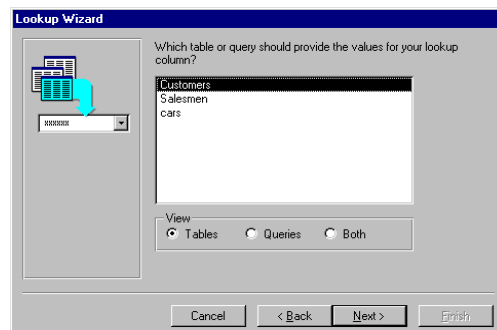 Lookup Wizard
Which table or query should provide the values for your lookup
column?
xxxxxx
Customers
Salesmen
cars
View
Tables Queries Both
Cancel < Back Next > Finish